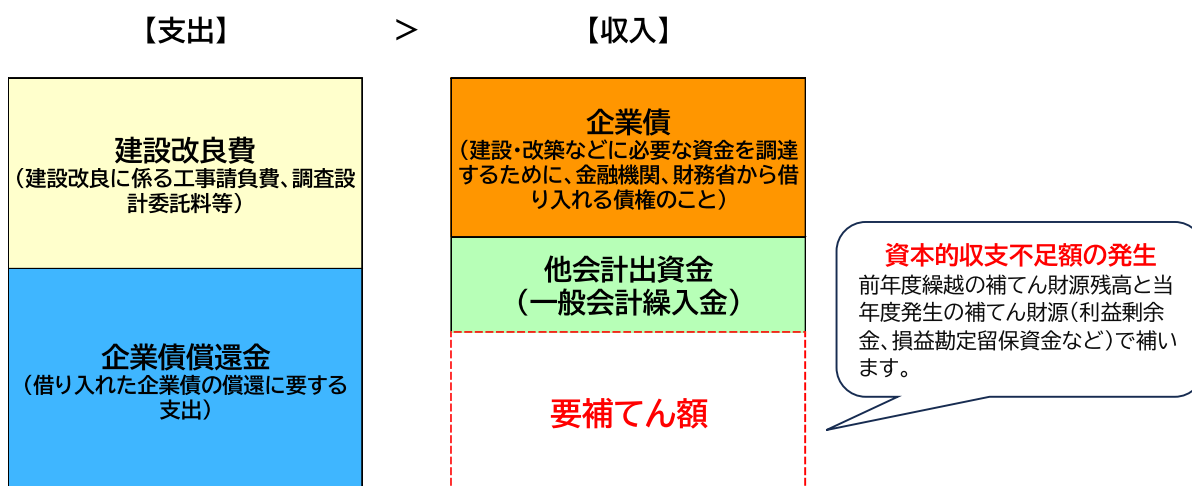 【支出】 > 【収入】
建設改良費
（建設改良に係る工事請負費、調査設
計委託料等）
企業債償還金
（借り入れた企業債の償還に要する
支出）
企業債
（建設・改築などに必要な資金を調達
するために、金融機関、財務省から借
り入れる債権のこと）
他会計出資金
（一般会計繰入金）
要補てん額
資本的収支不足額の発生
前年度繰越の補てん財源残高と当
年度発生の補てん財源（利益剰余
金、損益勘定留保資金など）で補い
ます。